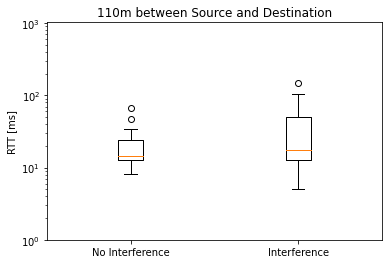 110m between Source and Destination
RTT [ms]
10³
10²
10¹
10⁰
No Interference
Interference